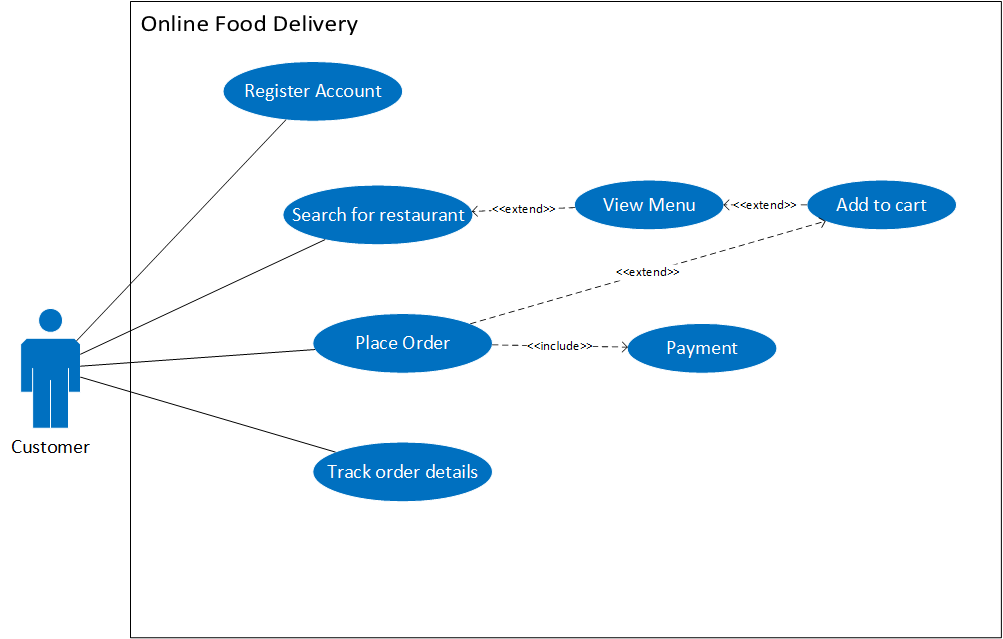 Online Food Delivery
Register Account
Search for restaurant
<<extend>>
View Menu
<<extend>>
Add to cart
<<extend>>
Place Order
<<include>>
Payment
Customer
Track order details